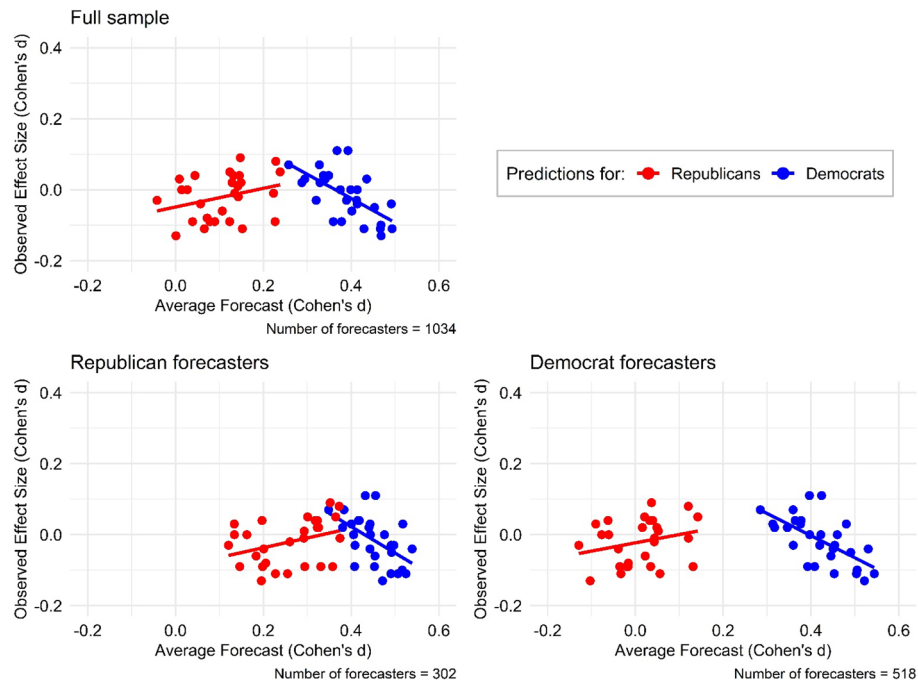 Full sample
Observed Effect Size (Cohen's d)
0.4
0.2
0.0
-0.2
-0.2 0.0 0.2 0.4 0.6
Average Forecast (Cohen's d)
Number of forecasters = 1034
Predictions for: Republicans Democrats
Republican forecasters
Observed Effect Size (Cohen's d)
0.4
0.2
0.0
-0.2
-0.2 0.0 0.2 0.4 0.6
Average Forecast (Cohen's d)
Number of forecasters = 302
Democrat forecasters
Observed Effect Size (Cohen's d)
0.4
0.2
0.0
-0.2
-0.2 0.0 0.2 0.4 0.6
Average Forecast (Cohen's d)
Number of forecasters = 518